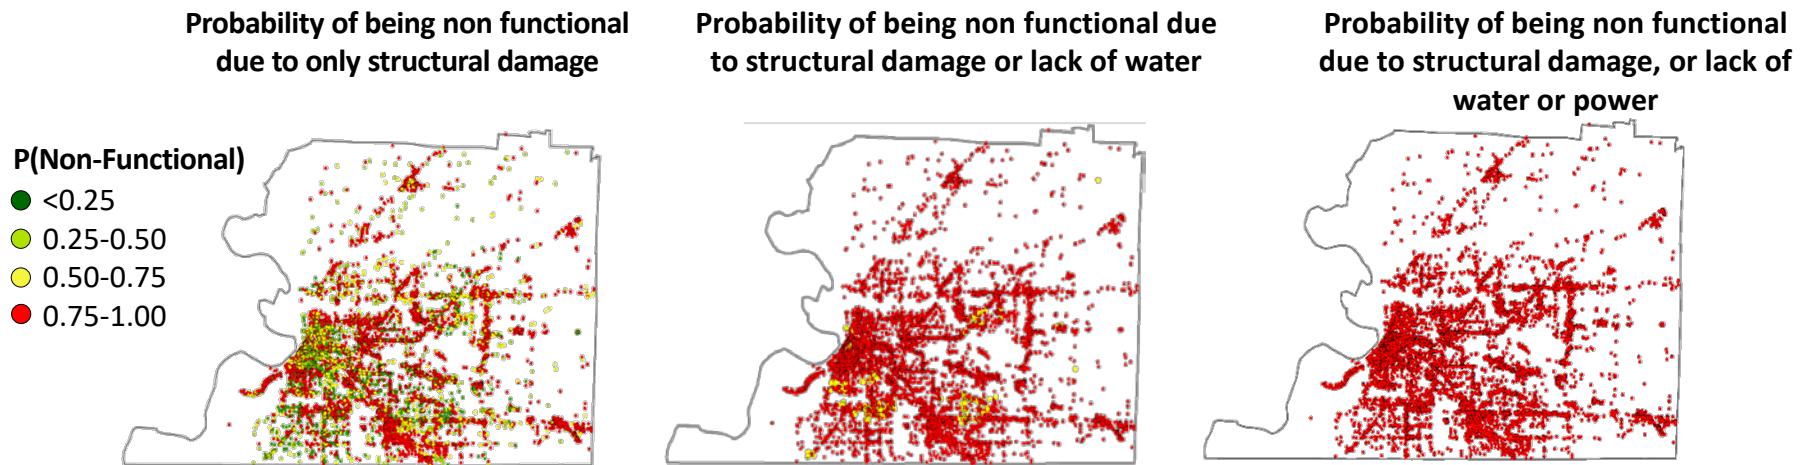 Probability of being non functional
due to only structural damage
Probability of being non functional due
to structural damage or lack of water
Probability of being non functional
due to structural damage, or lack of
water or power
P(Non-Functional)
<0.25
0.25-0.50
0.50-0.75
0.75-1.00